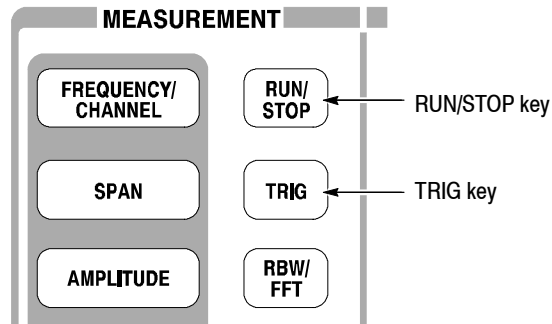 MEASUREMENT
FREQUENCY/
CHANNEL
RUN/
STOP
RUN/STOP key
SPAN
TRIG
TRIG key
AMPLITUDE
RBW/
FFT